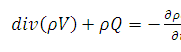 div(ρV) + ρQ = −∂ρ/∂